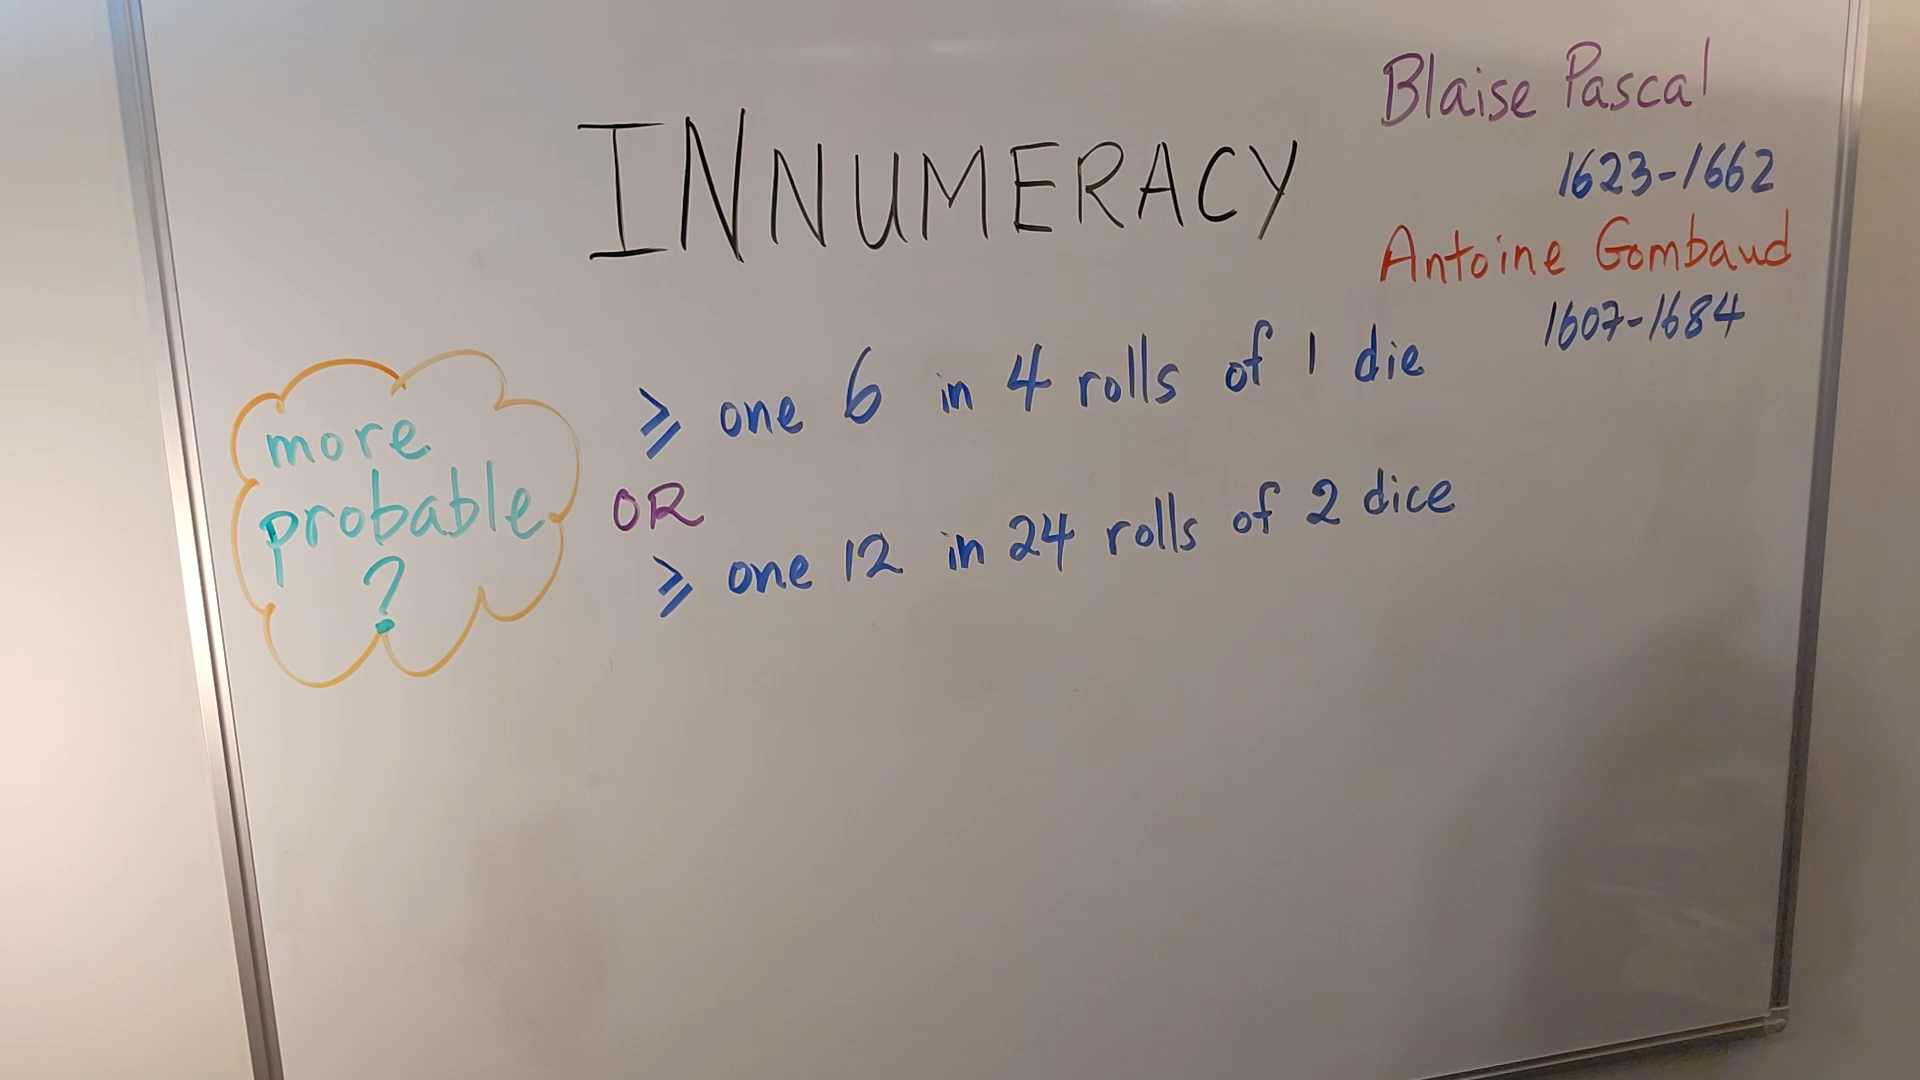 INNUMERACY
Blaise Pascal
1623-1662
Antoine Gombaud
1607-1684
more
probable
?
⩾ one 6 in 4 rolls of 1 die
OR
⩾ one 12 in 24 rolls of 2 dice